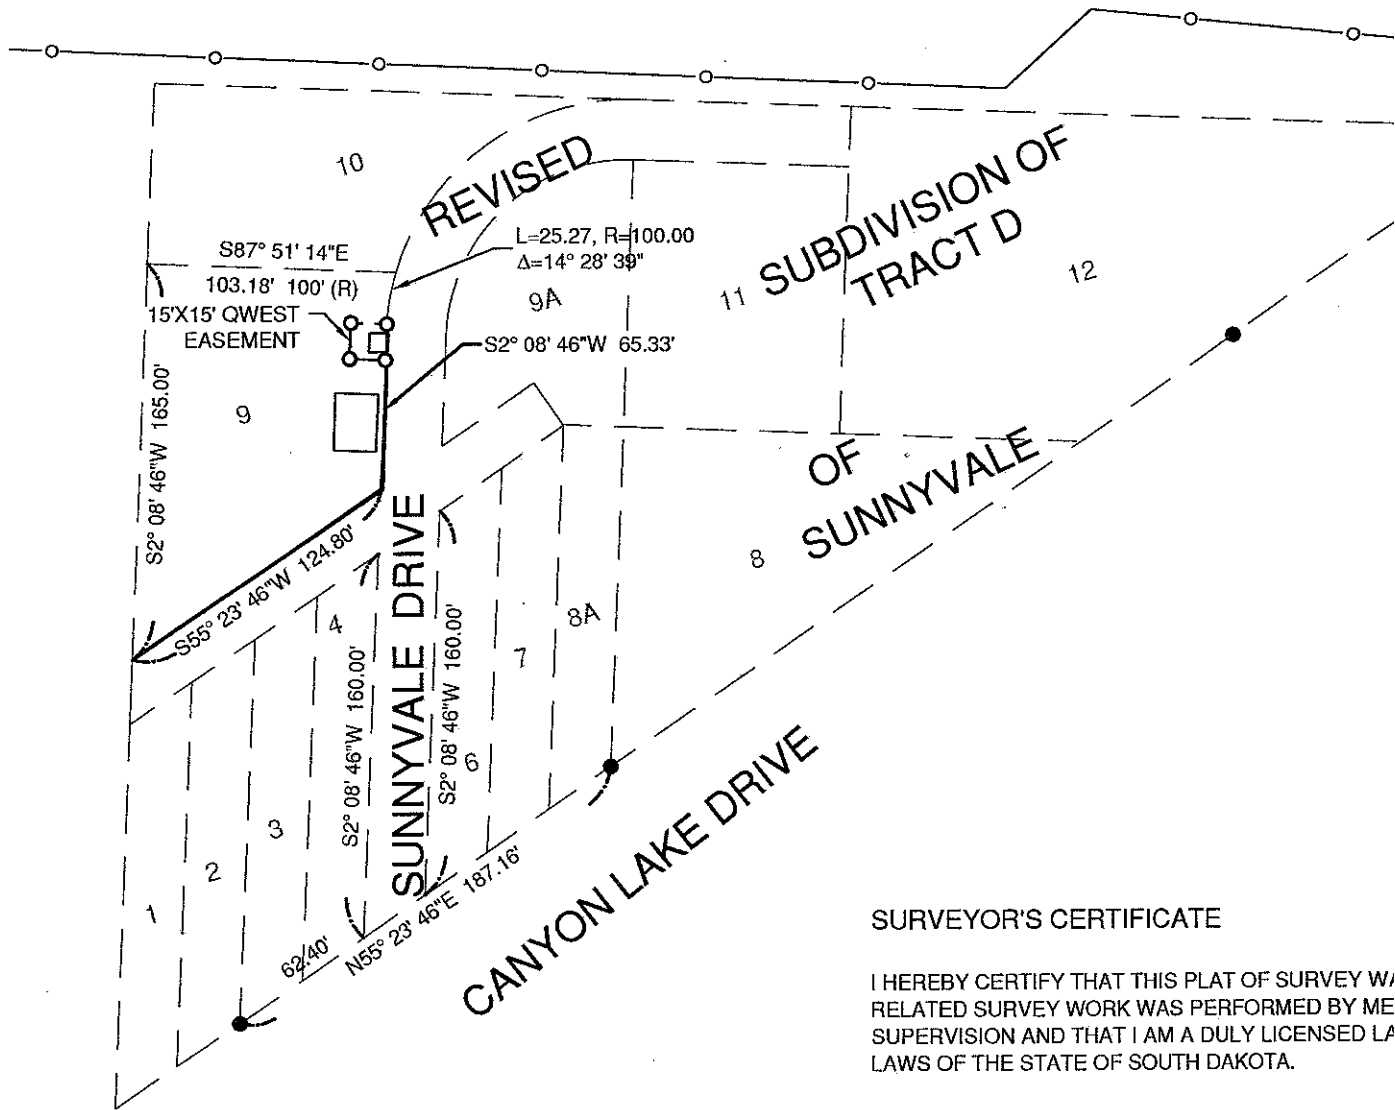 10
REVISED
SUBDIVISION OF
TRACT D
S87° 51' 14"E
103.18' 100' (R)
L=25.27, R=100.00
Δ=14° 28' 39"
15'X15' QWEST
EASEMENT
9A
11
12
S2° 08' 46"W 65.33'
9
S2° 08' 46"W 165.00'
OF
SUNNYVALE
S55° 23' 46"W 124.80'
8
4
8A
7
SUNNYVALE DRIVE
S2° 08' 46"W 160.00'
S2° 08' 46"W 160.00'
6
3
2
1
62.40'
N55° 23' 46"E 187.16'
CANYON LAKE DRIVE
SURVEYOR'S CERTIFICATE
I HEREBY CERTIFY THAT THIS PLAT OF SURVEY WA
RELATED SURVEY WORK WAS PERFORMED BY ME
SUPERVISION AND THAT I AM A DULY LICENSED LA
LAWS OF THE STATE OF SOUTH DAKOTA.